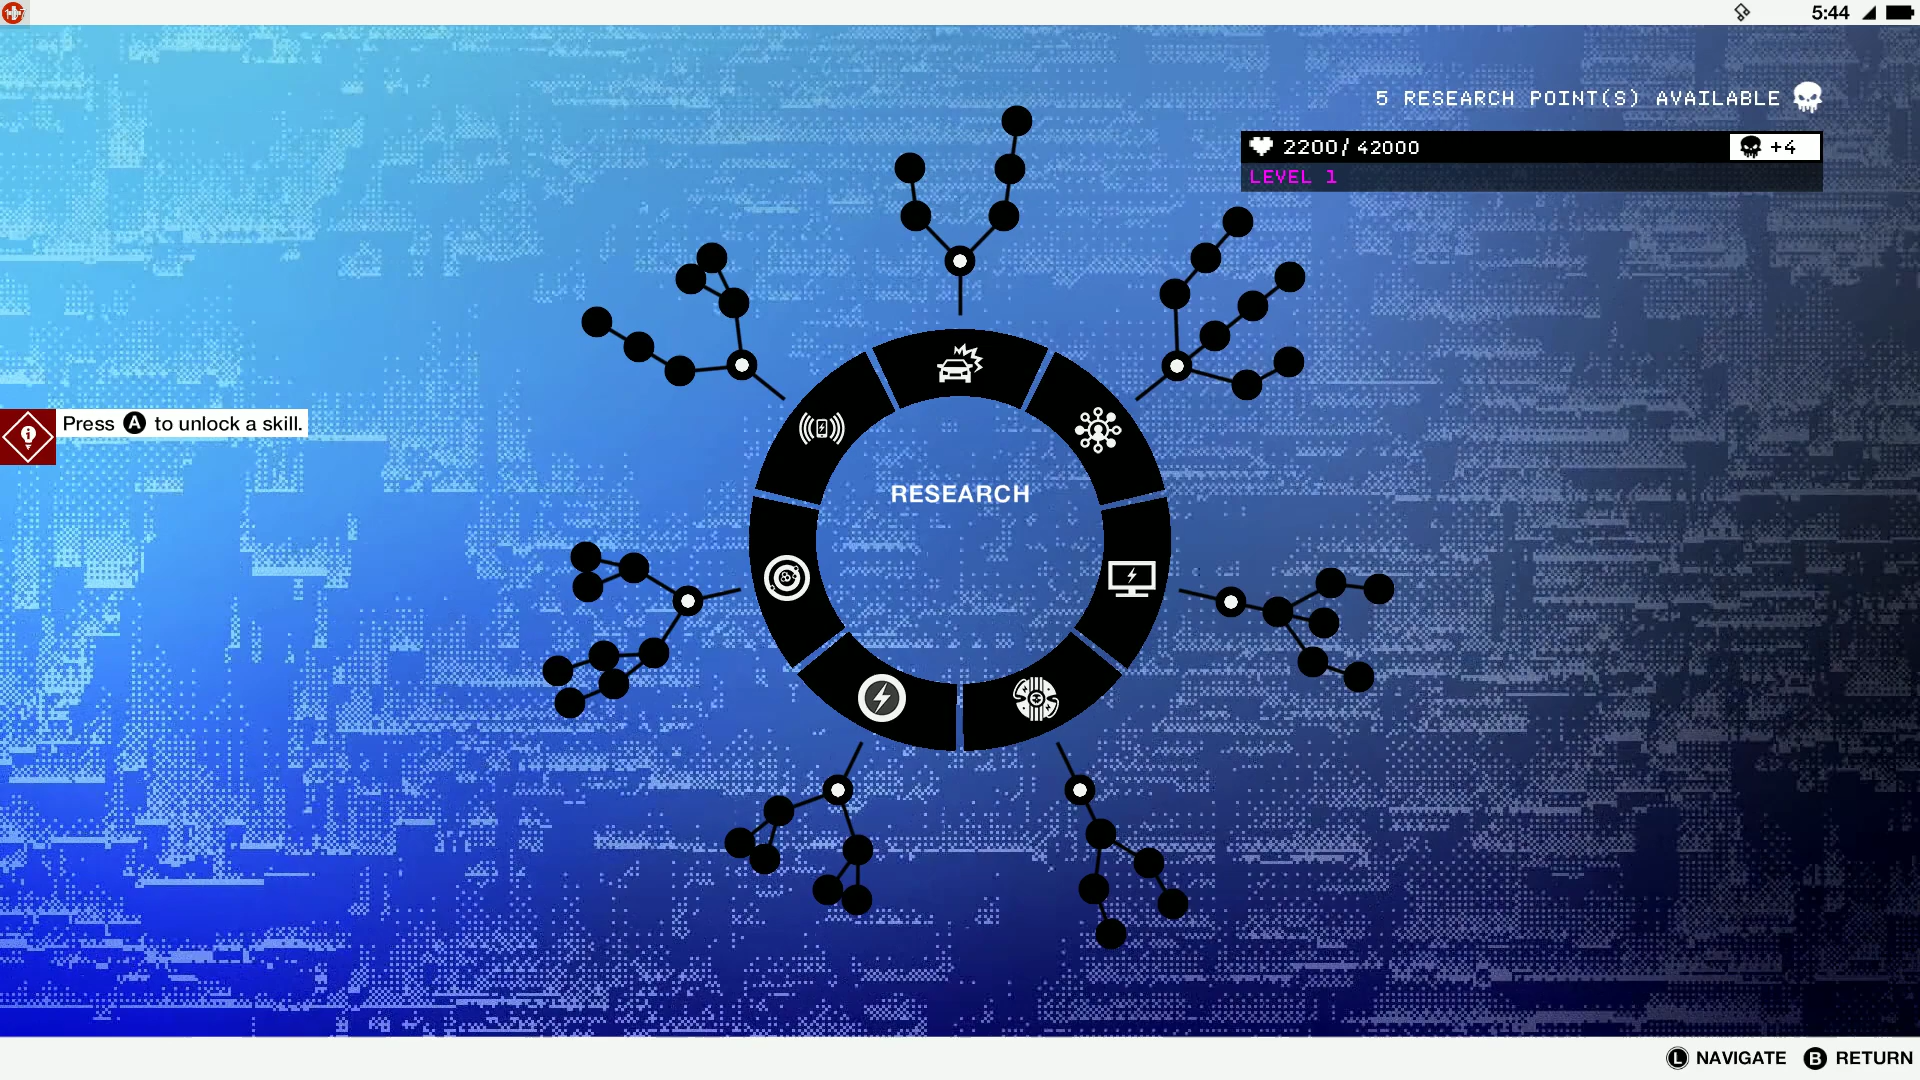 5:44
5 RESEARCH POINT(S) AVAILABLE
2200/42000
+4
LEVEL 1
Press A to unlock a skill.
RESEARCH
L NAVIGATE B RETURN